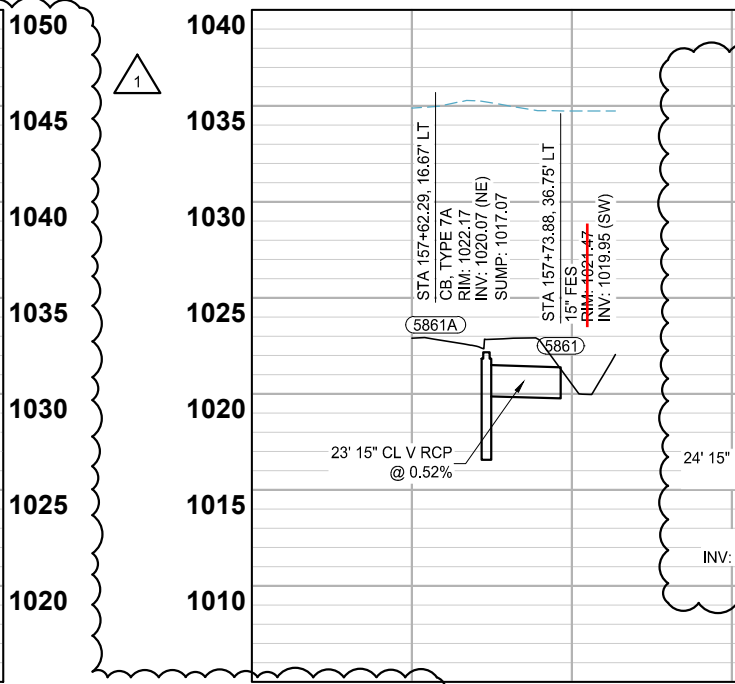 1050
1045
1040
1035
1030
1025
1020
1
1040
1035
1030
1025
1020
1015
1010
STA 157+62.29, 16.67' LT
CB, TYPE 7A
RIM: 1022.17
INV: 1020.07 (NE)
SUMP: 1017.07
STA 157+73.88, 36.75' LT
15" FES
RIM: 1021.47
INV: 1019.95 (SW)
5861A
5861
23' 15" CL V RCP
@ 0.52%
24' 15"
INV: